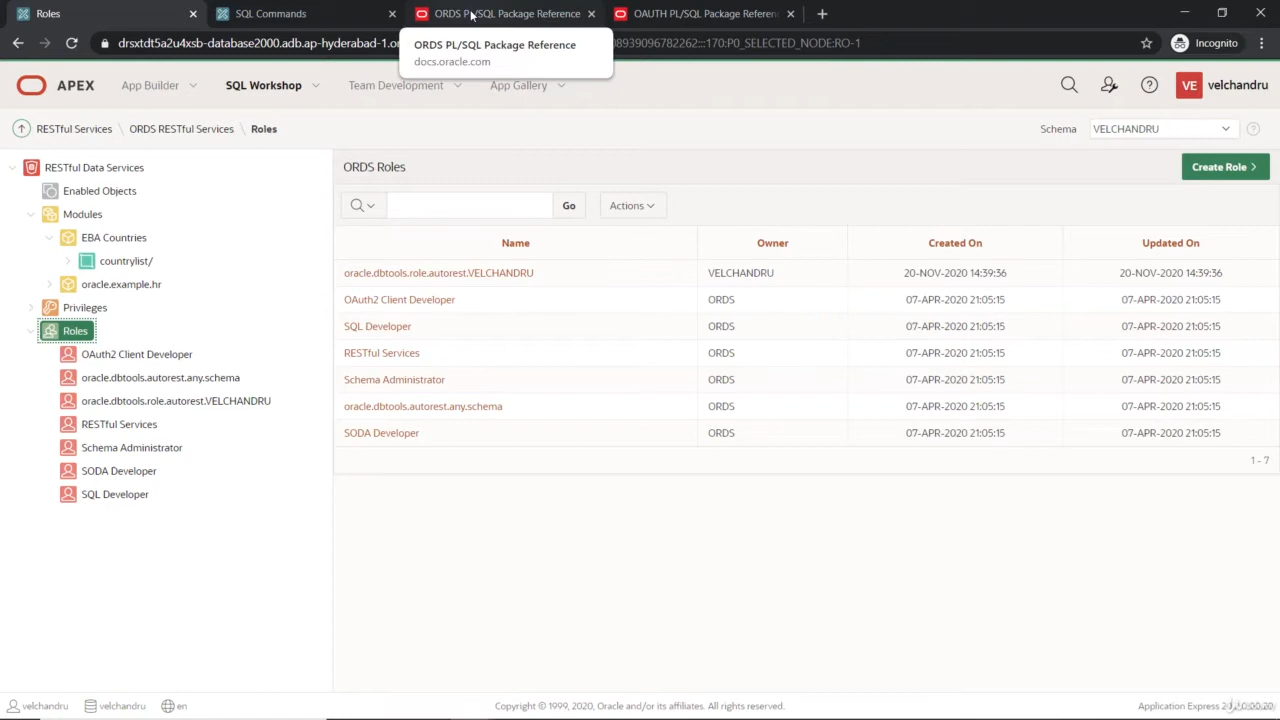 Roles
SQL Commands
ORDS PL/SQL Package Reference
OAUTH PL/SQL Package Referen
drsxtdt5a2u4xsb-database2000.adb.ap-hyderabad-1.or
08939096782262:::170:P0_SELECTED_NODE:RO-1
Incognito
ORDS PL/SQL Package Reference
docs.oracle.com
APEX
App Builder
SQL Workshop
Team Development
App Gallery
VE
velchandru
RESTful Services \ ORDS RESTful Services \ Roles
Schema
VELCHANDRU
RESTful Data Services
Enabled Objects
Modules
EBA Countries
countrylist/
oracle.example.hr
Privileges
Roles
OAuth2 Client Developer
oracle.dbtools.autorest.any.schema
oracle.dbtools.role.autorest.VELCHANDRU
RESTful Services
Schema Administrator
SODA Developer
SQL Developer
ORDS Roles
Create Role
Go
Actions
Name Owner Created On Updated On
oracle.dbtools.role.autorest.VELCHANDRU VELCHANDRU 20-NOV-2020 14:39:36 20-NOV-2020 14:39:36
OAuth2 Client Developer ORDS 07-APR-2020 21:05:15 07-APR-2020 21:05:15
SQL Developer ORDS 07-APR-2020 21:05:15 07-APR-2020 21:05:15
RESTful Services ORDS 07-APR-2020 21:05:15 07-APR-2020 21:05:15
Schema Administrator ORDS 07-APR-2020 21:05:15 07-APR-2020 21:05:15
oracle.dbtools.autorest.any.schema ORDS 07-APR-2020 21:05:15 07-APR-2020 21:05:15
SODA Developer ORDS 07-APR-2020 21:05:15 07-APR-2020 21:05:15
1 - 7
velchandru
velchandru
en
Copyright © 1999, 2020, Oracle and/or its affiliates. All rights reserved.
Application Express